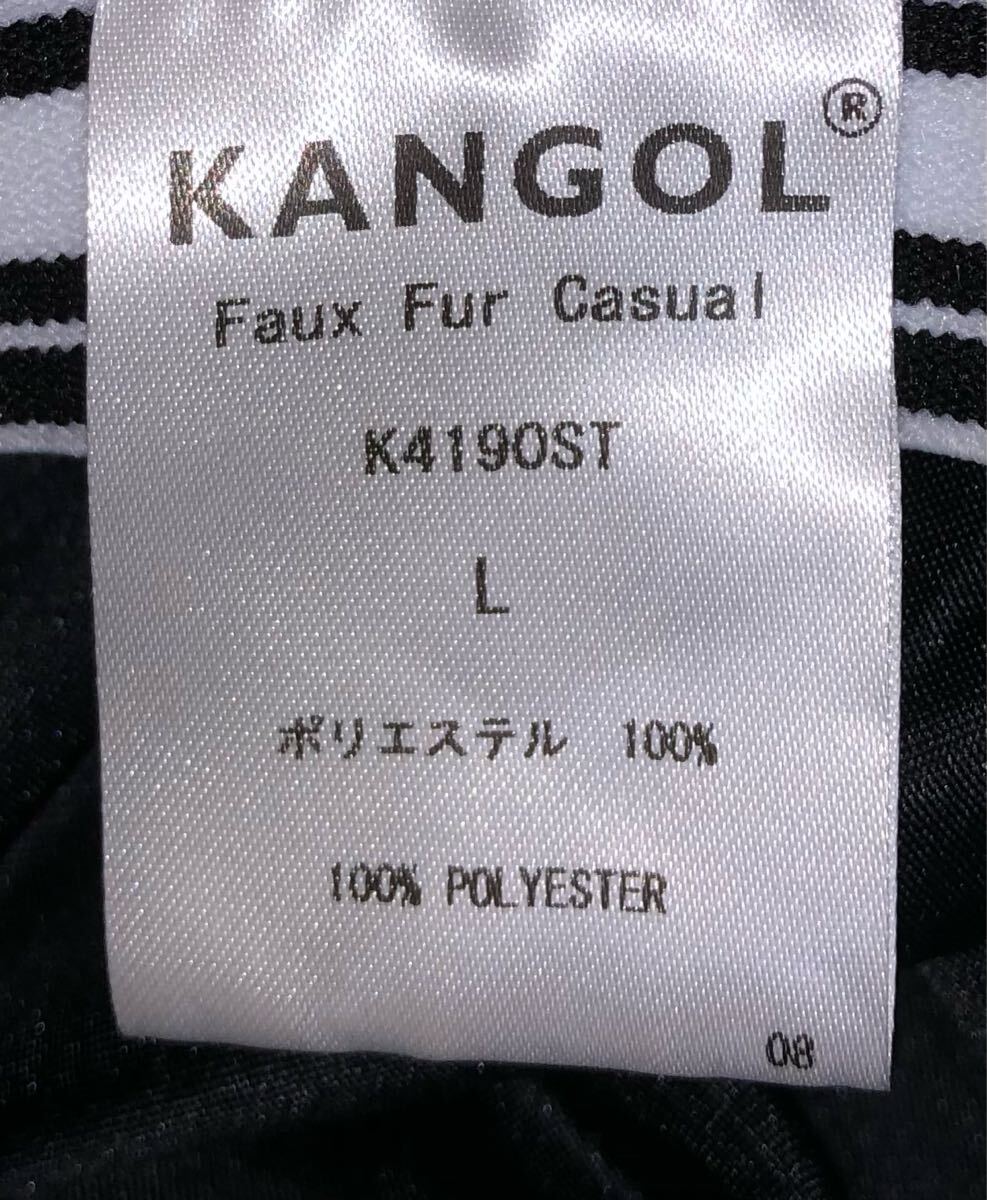 KANGOL®
Faux Fur Casual
K4190ST
L
ポリエステル 100%
100% POLYESTER
08